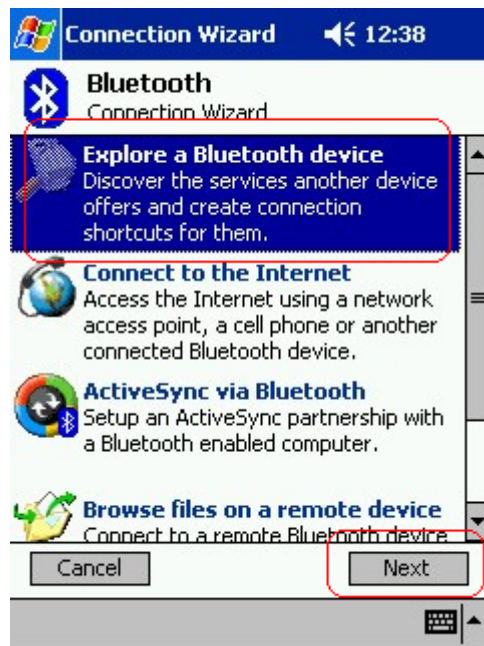 Connection Wizard 12:38
Bluetooth
Connection Wizard
Explore a Bluetooth device
Discover the services another device
offers and create connection
shortcuts for them.
Connect to the Internet
Access the Internet using a network
access point, a cell phone or another
connected Bluetooth device.
ActiveSync via Bluetooth
Setup an ActiveSync partnership with
a Bluetooth enabled computer.
Browse files on a remote device
Connect to a remote Bluetooth device
Cancel Next